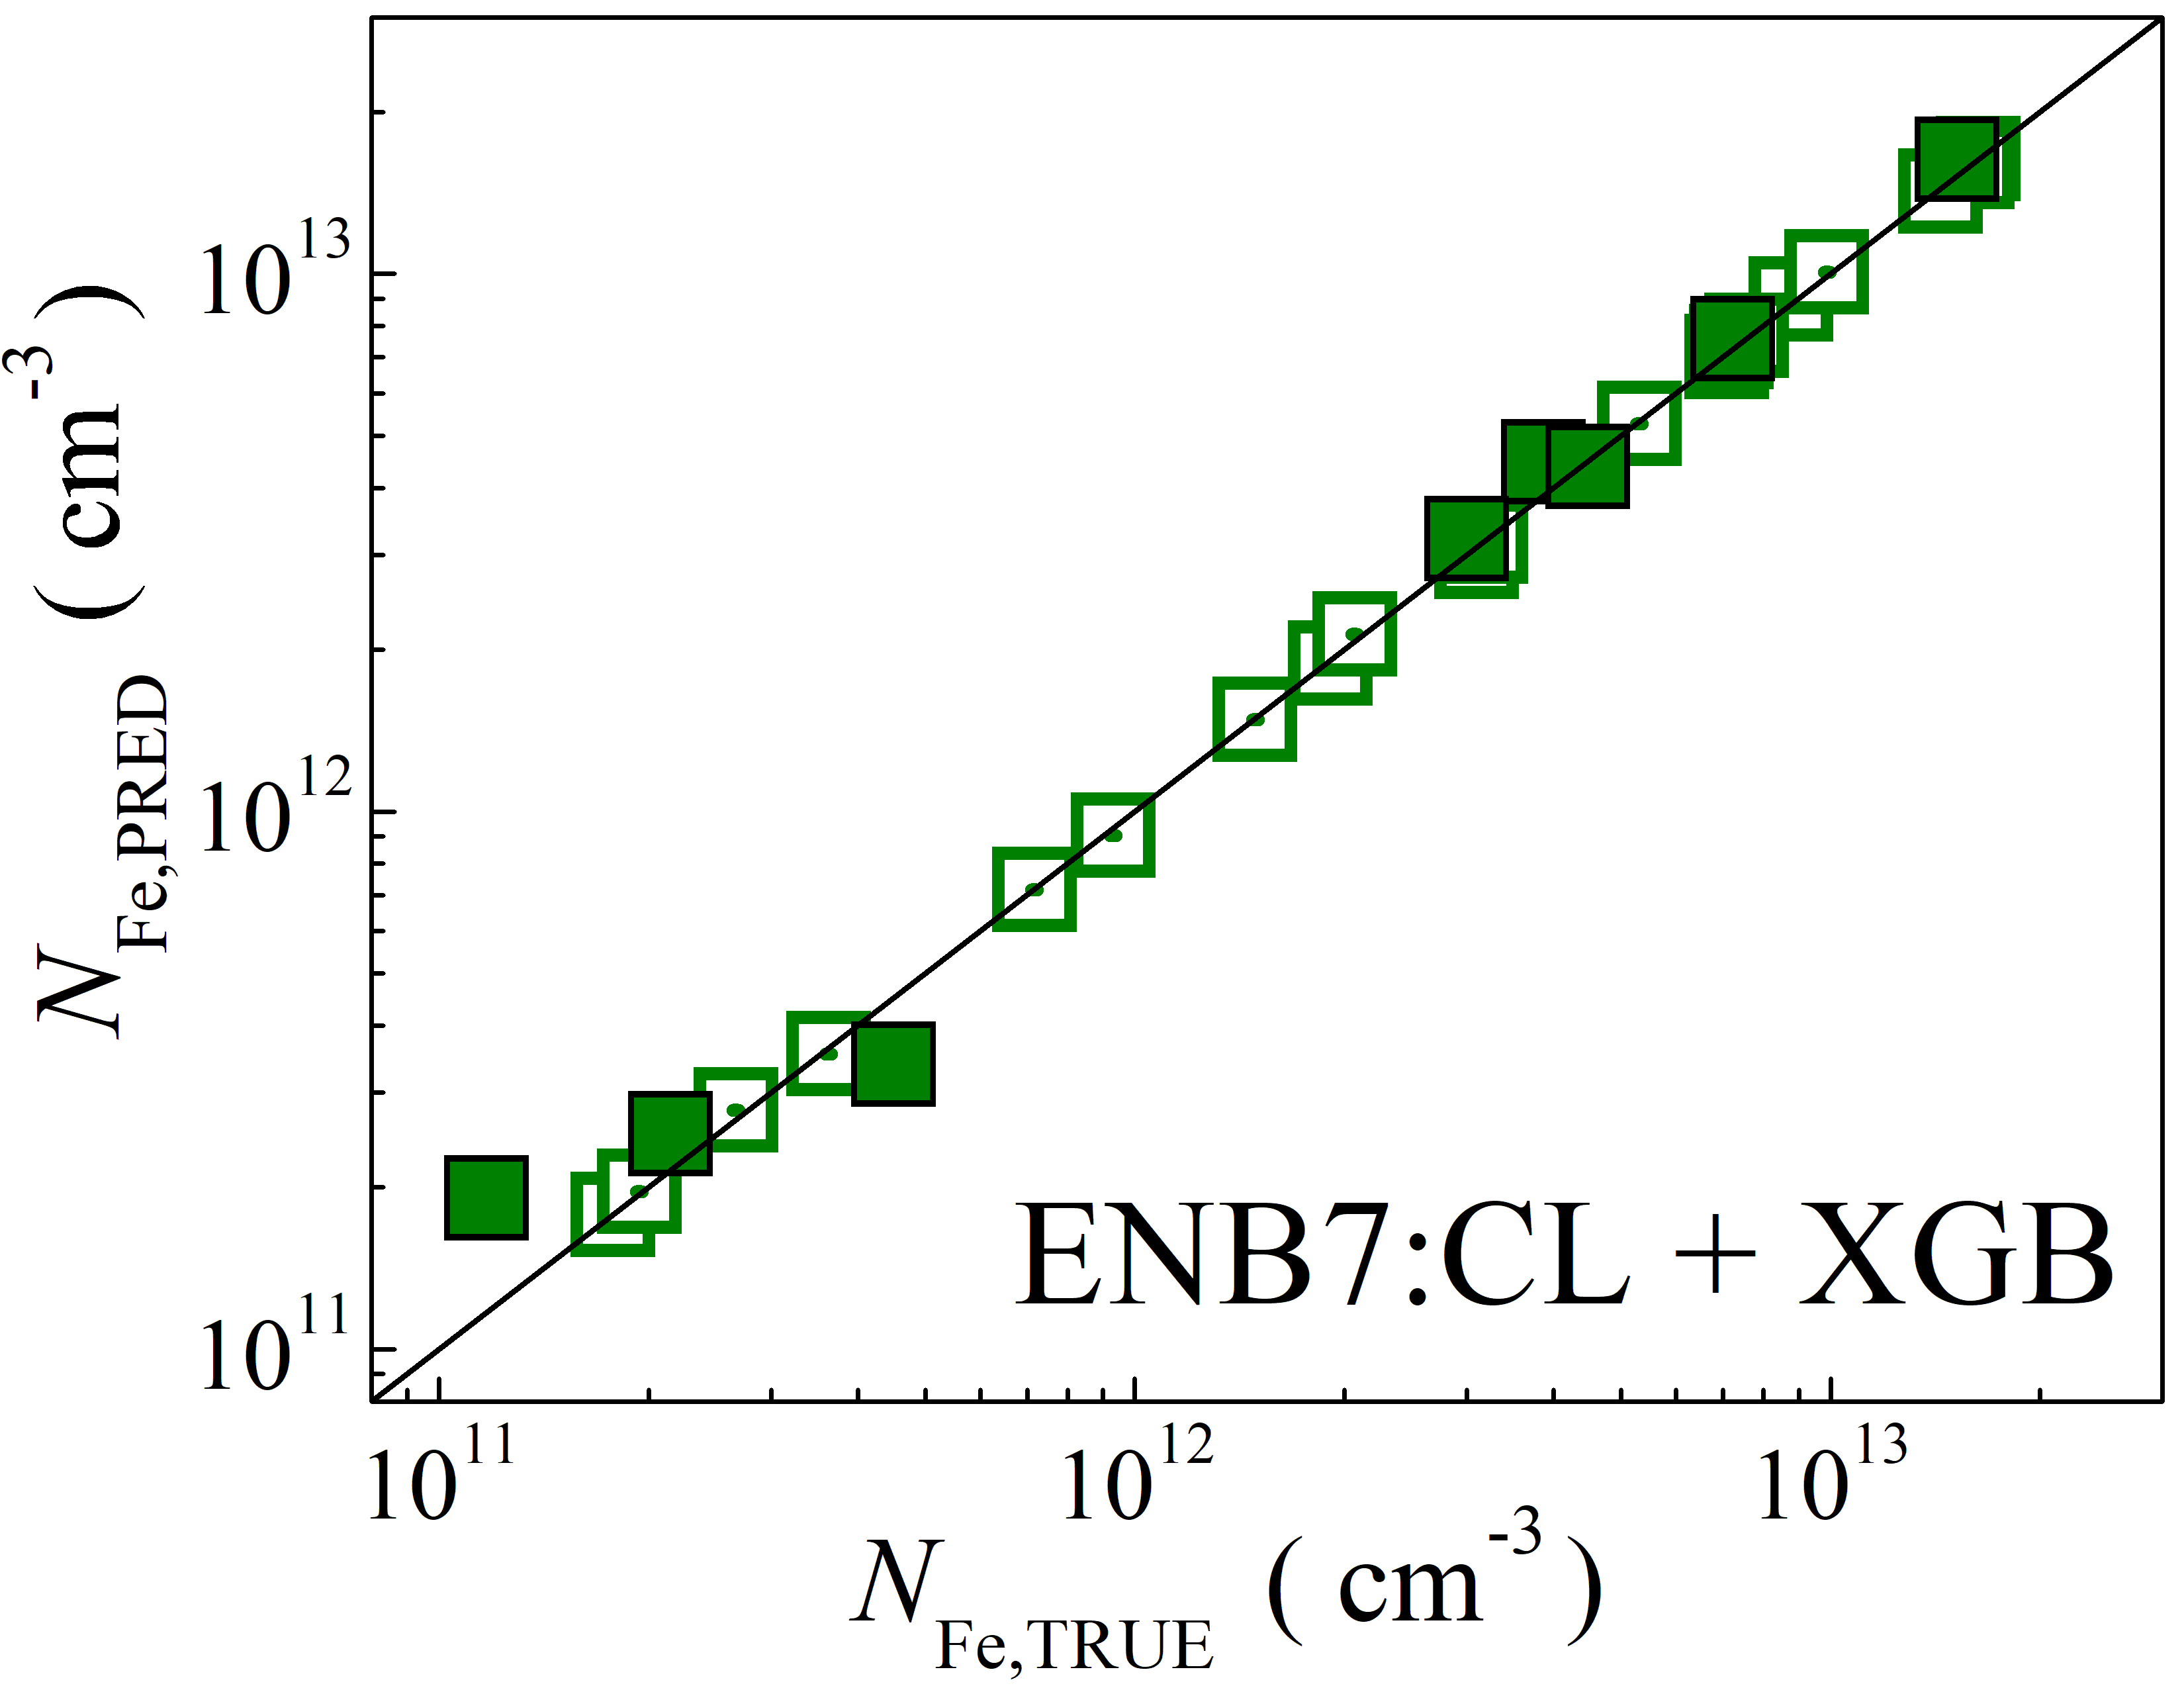 N_Fe,PRED ( cm^-3 )
10^13
10^12
10^11
ENB7:CL + XGB
10^11 10^12 10^13
N_Fe,TRUE ( cm^-3 )